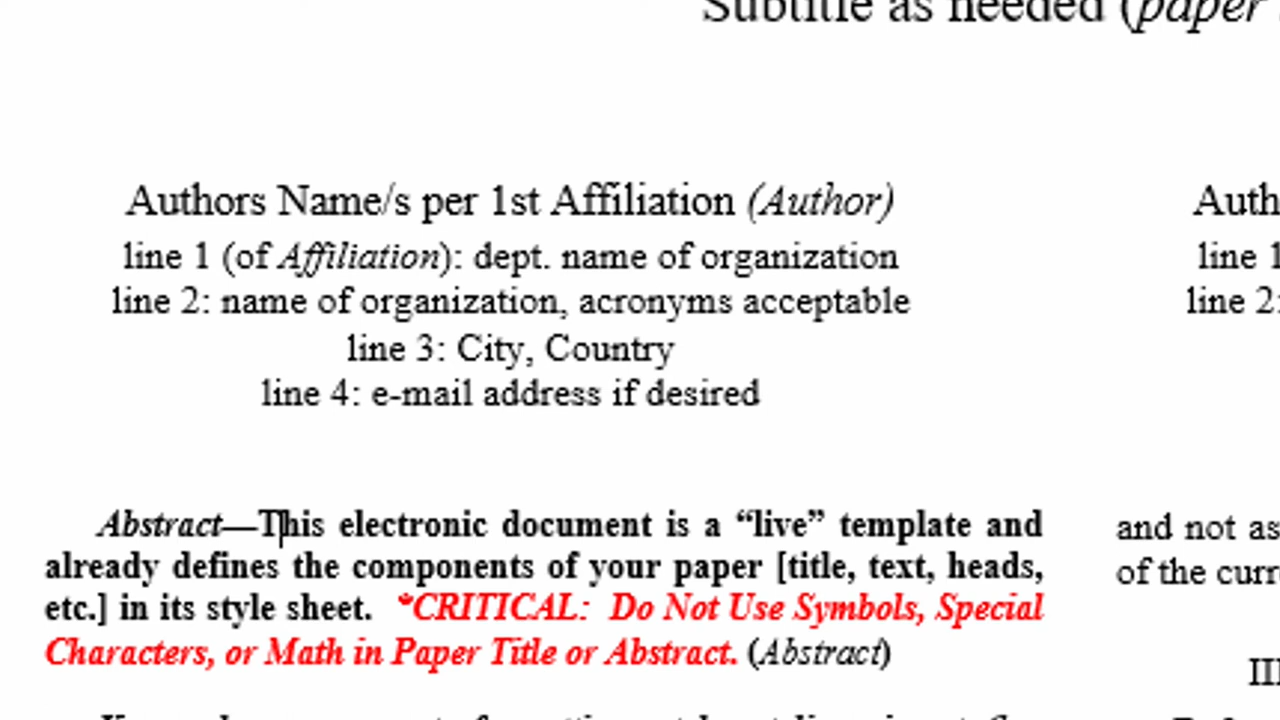 Subtitle as needed (paper
Authors Name/s per 1st Affiliation (Author)
line 1 (of Affiliation): dept. name of organization
line 2: name of organization, acronyms acceptable
line 3: City, Country
line 4: e-mail address if desired
Abstract—This electronic document is a “live” template and
already defines the components of your paper [title, text, heads,
etc.] in its style sheet.  *CRITICAL:  Do Not Use Symbols, Special
Characters, or Math in Paper Title or Abstract. (Abstract)
Auth
line 1
line 2:
and not as
of the curr
III